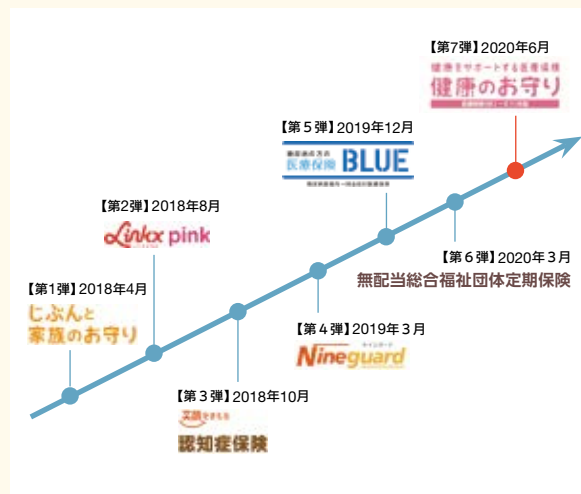 【第7弾】2020年6月
健康をサポートする医療保険
健康のお守り
【第5弾】2019年12月
医療保険 BLUE
【第2弾】2018年8月
Linkx pink
【第6弾】2020年3月
無配当総合福祉団体定期保険
【第1弾】2018年4月
じぶんと
家族のお守り
【第4弾】2019年3月
Nineguard
【第3弾】2018年10月
笑顔をまもる
認知症保険